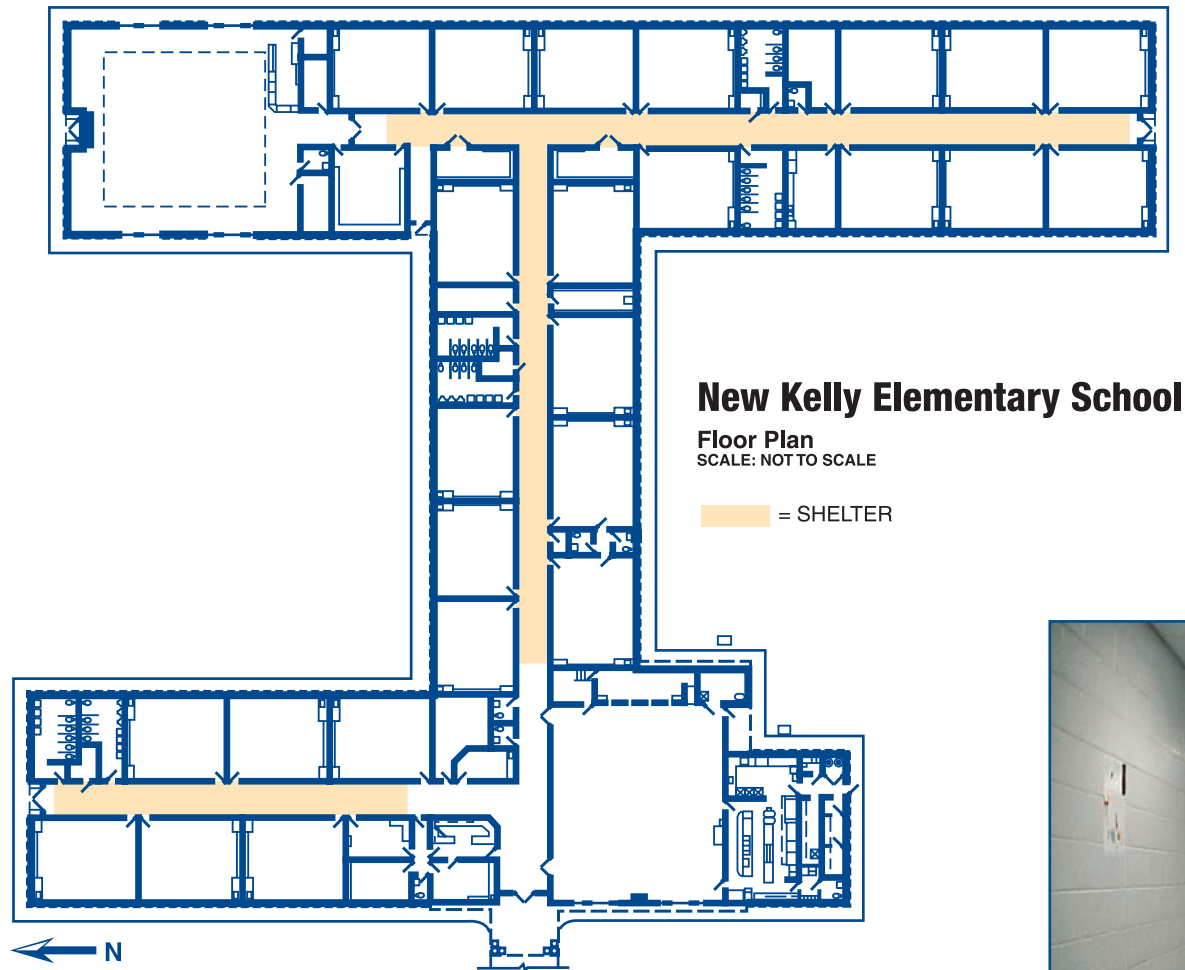 New Kelly Elementary School
Floor Plan
SCALE: NOT TO SCALE
= SHELTER
N